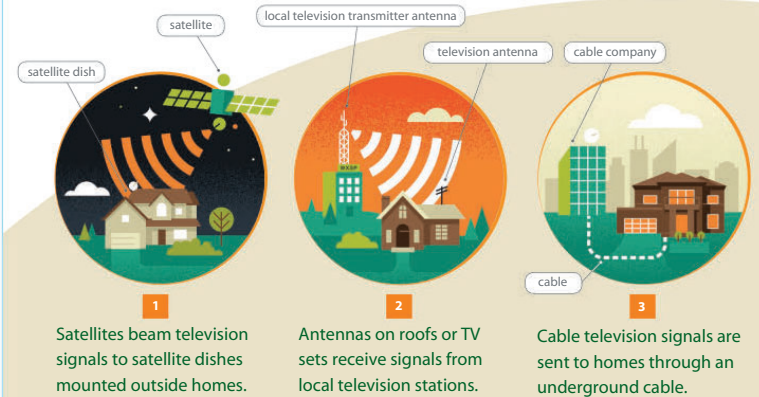 satellite
local television transmitter antenna
satellite dish
television antenna
cable company
cable
1
Satellites beam television
signals to satellite dishes
mounted outside homes.
2
Antennas on roofs or TV
sets receive signals from
local television stations.
3
Cable television signals are
sent to homes through an
underground cable.